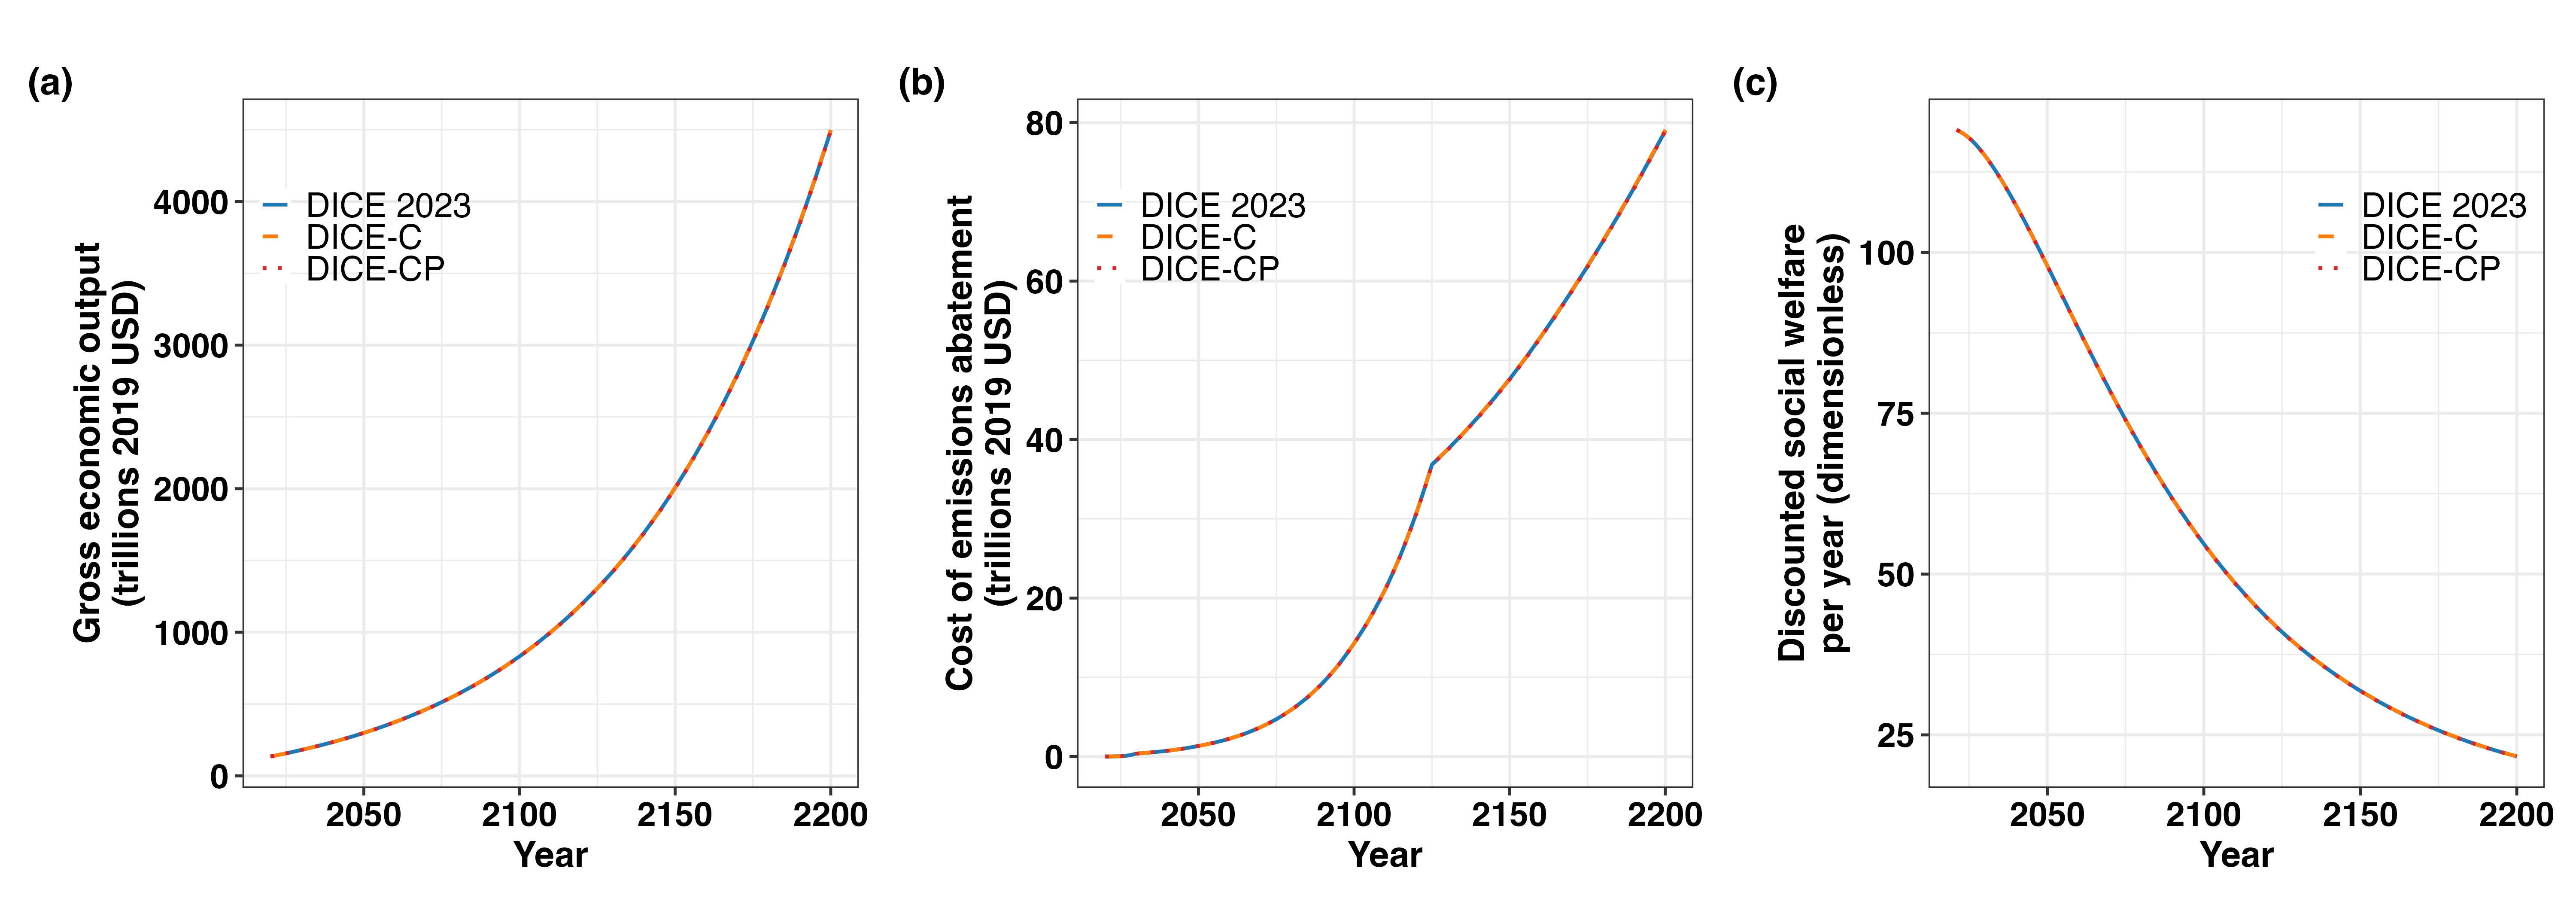 (a)
Gross economic output
(trillions 2019 USD)
4000
3000
2000
1000
0
DICE 2023
DICE-C
DICE-CP
2050 2100 2150 2200
Year
(b)
Cost of emissions abatement
(trillions 2019 USD)
80
60
40
20
0
DICE 2023
DICE-C
DICE-CP
2050 2100 2150 2200
Year
(c)
Discounted social welfare
per year (dimensionless)
100
75
50
25
DICE 2023
DICE-C
DICE-CP
2050 2100 2150 2200
Year